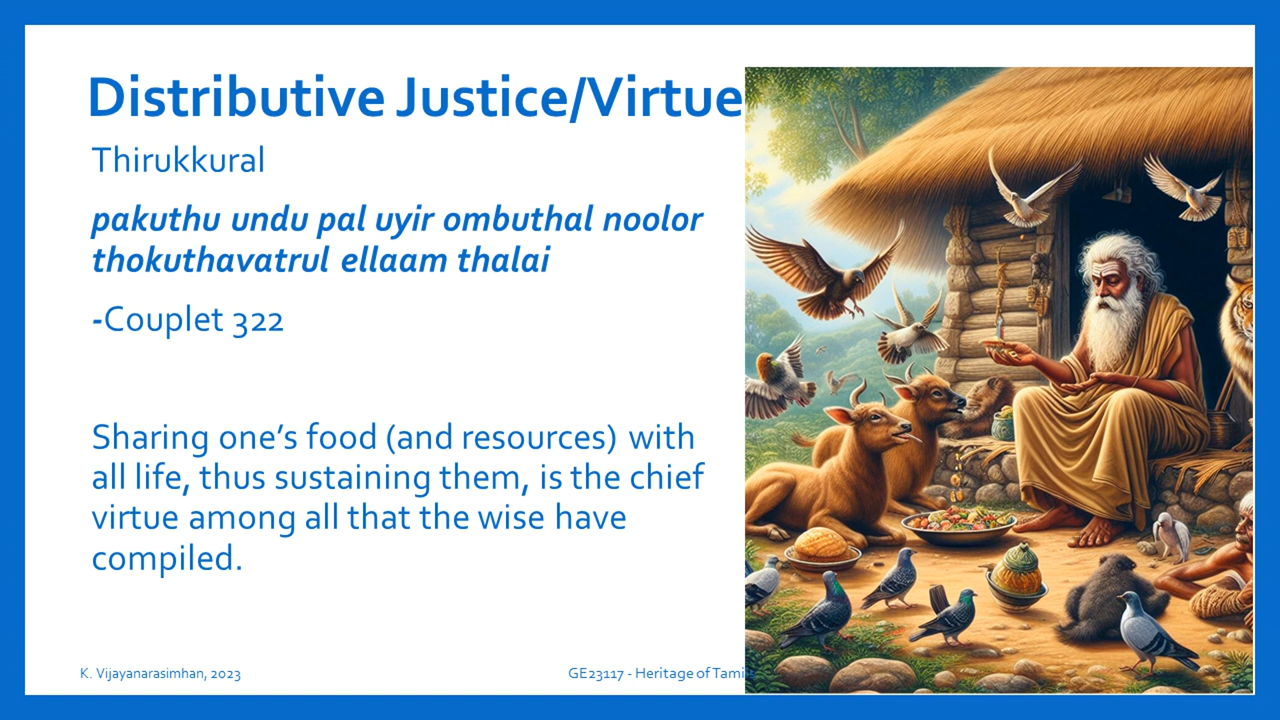 Distributive Justice/Virtue
Thirukkural
pakuthu undu pal uyir ombuthal noolor
thokuthavatrul ellaam thalai
-Couplet 322
Sharing one’s food (and resources) with
all life, thus sustaining them, is the chief
virtue among all that the wise have
compiled.
K. Vijayanarasimhan, 2023
GE23117 - Heritage of Tami